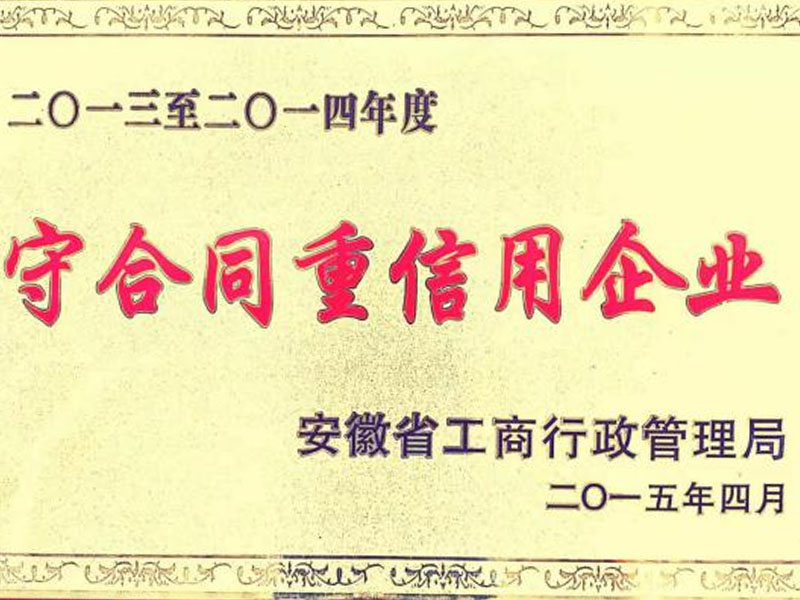 二〇一三至二〇一四年度
守合同重信用企业
安徽省工商行政管理局
二〇一五年四月